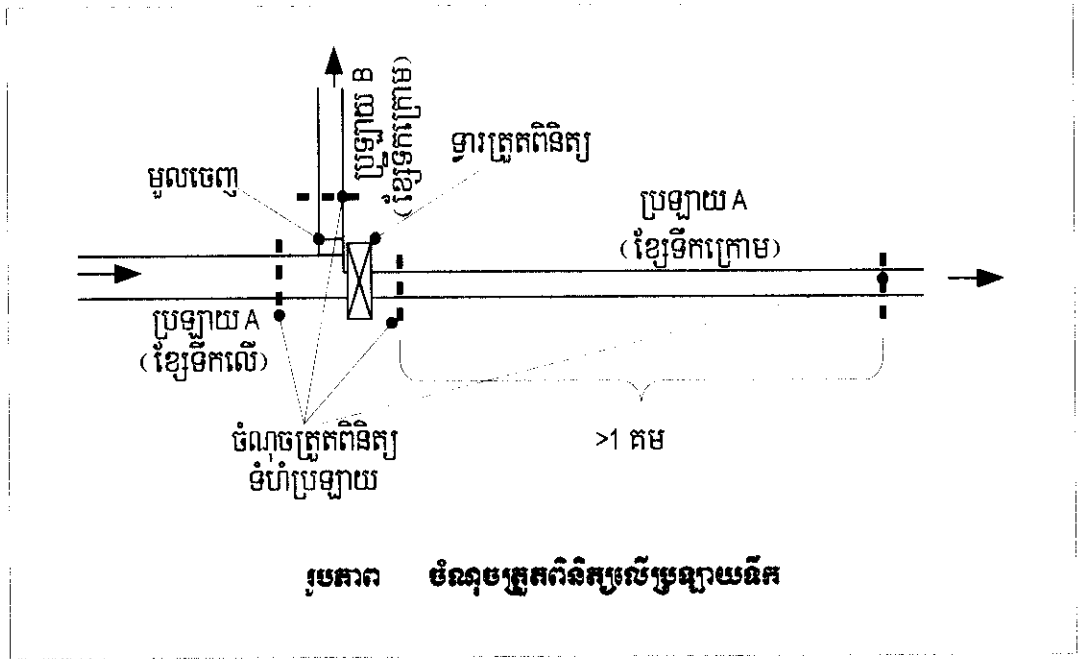 ប្រឡាយ B
(ខ្សែទឹកក្រោម)
ទ្វារត្រួតពិនិត្យ
មួលចេញ
ប្រឡាយ A
(ខ្សែទឹកក្រោម)
ប្រឡាយ A
(ខ្សែទឹកលើ)
ចំណុចត្រួតពិនិត្យ
ទំហំប្រឡាយ
>1 គម
រូបភាព ចំណុចត្រួតពិនិត្យលើប្រឡាយទឹក